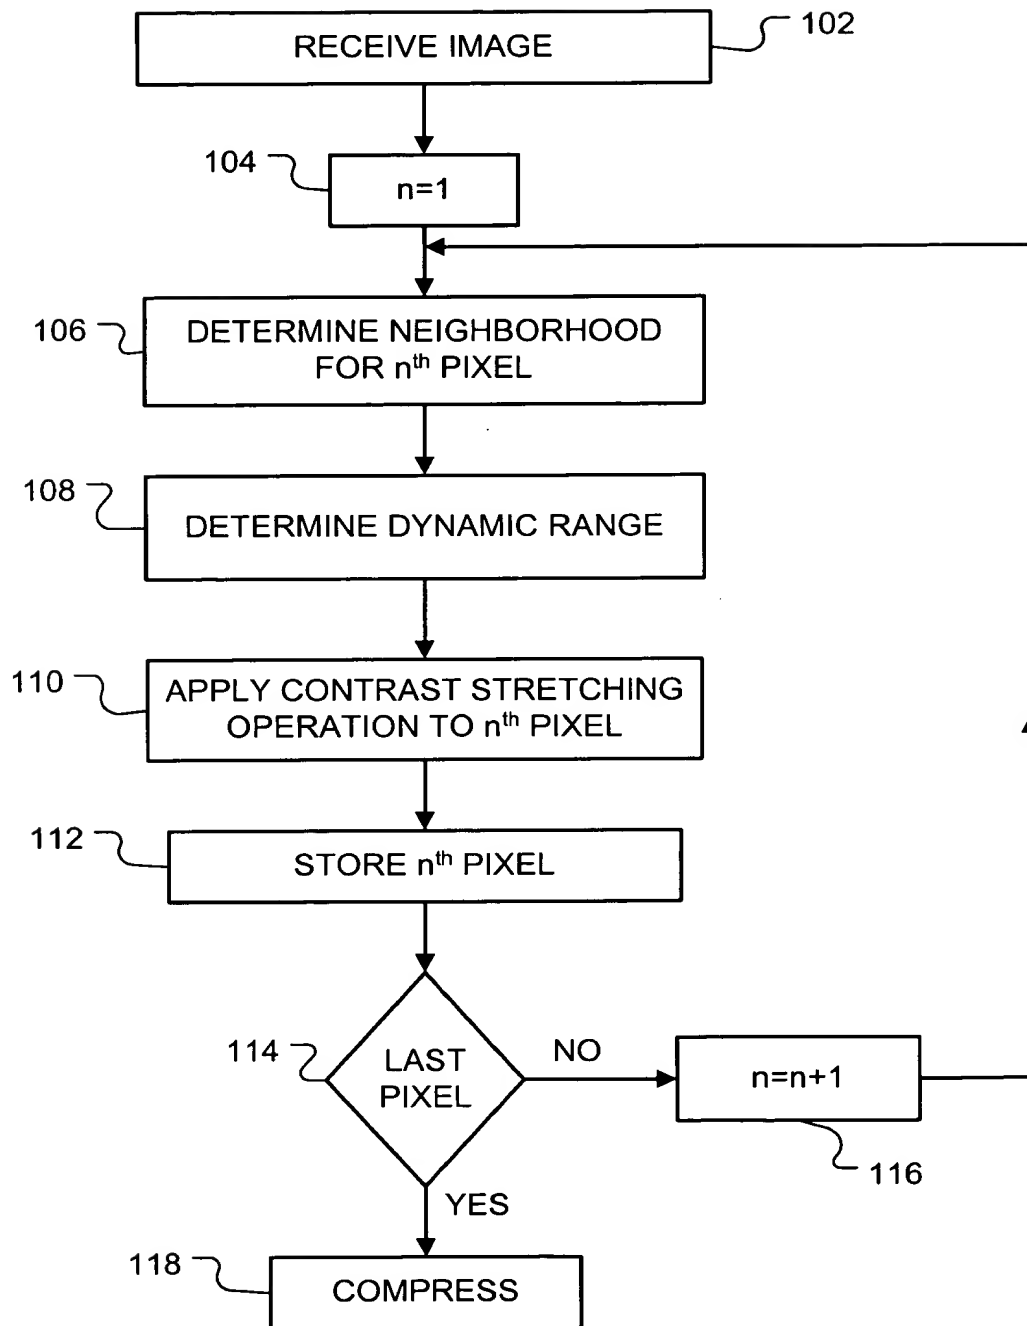 RECEIVE IMAGE
102
104
n=1
106
DETERMINE NEIGHBORHOOD
FOR nth PIXEL
108
DETERMINE DYNAMIC RANGE
110
APPLY CONTRAST STRETCHING
OPERATION TO nth PIXEL
112
STORE nth PIXEL
114
LAST
PIXEL
NO
n=n+1
116
YES
118
COMPRESS